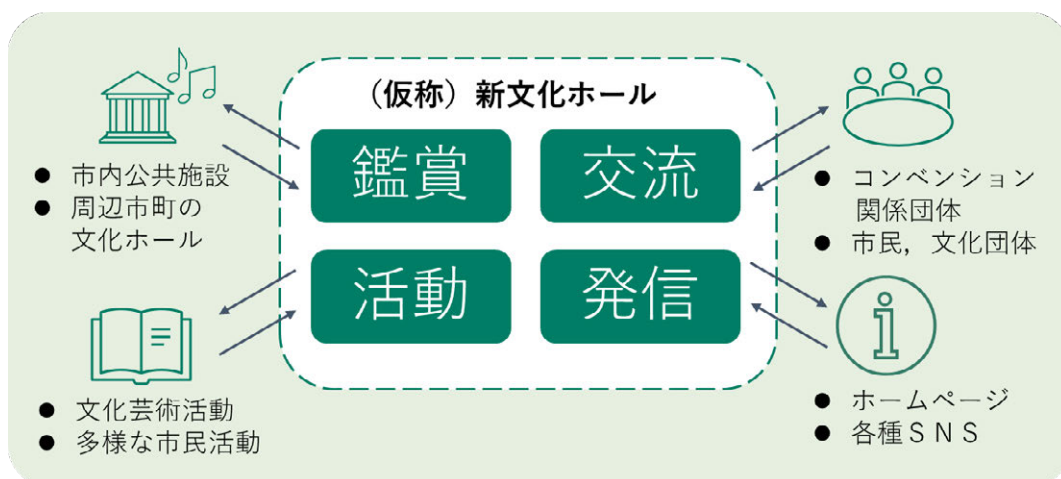 （仮称）新文化ホール
鑑賞
交流
活動
発信
● 市内公共施設
● 周辺市町の
文化ホール
● コンベンション
関係団体
● 市民，文化団体
● 文化芸術活動
● 多様な市民活動
i
● ホームページ
● 各種ＳＮＳ